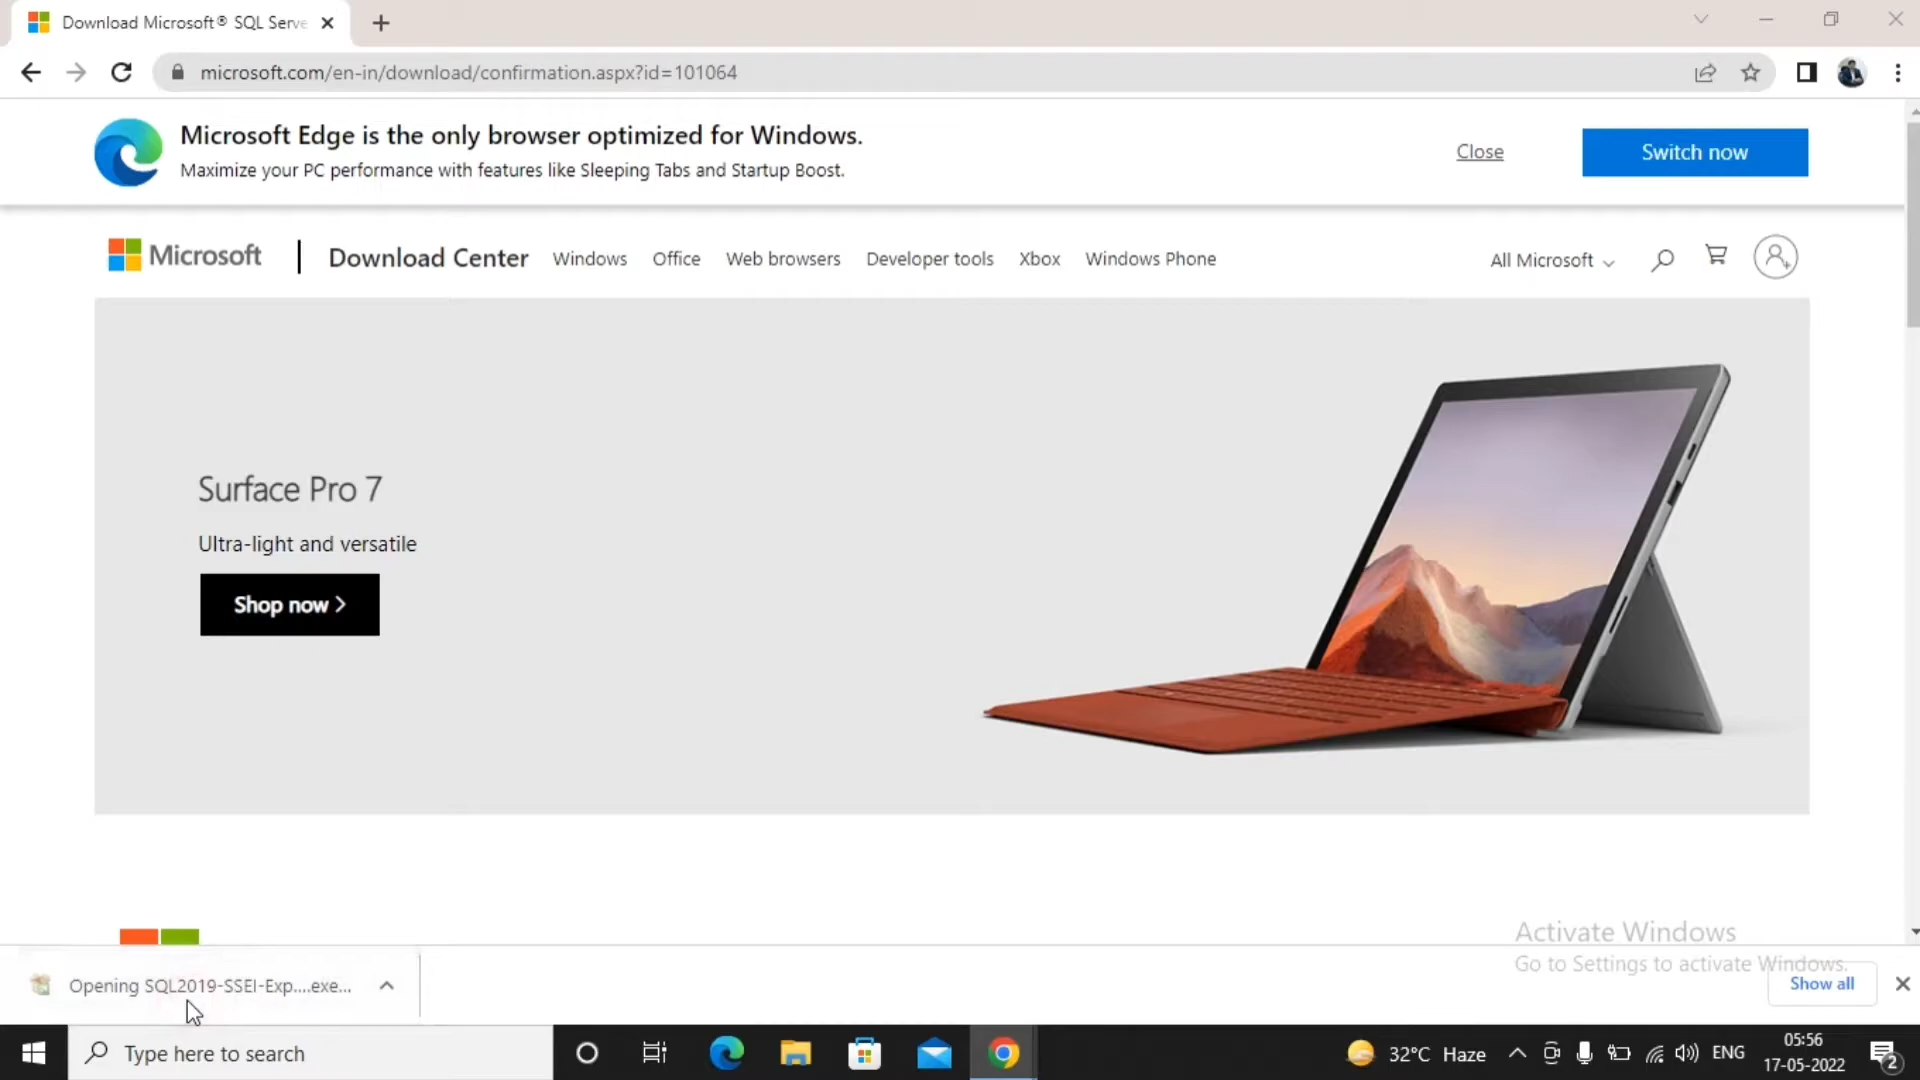 Download Microsoft® SQL Serve
microsoft.com/en-in/download/confirmation.aspx?id=101064
Microsoft Edge is the only browser optimized for Windows.
Maximize your PC performance with features like Sleeping Tabs and Startup Boost.
Close
Switch now
Microsoft
Download Center
Windows
Office
Web browsers
Developer tools
Xbox
Windows Phone
All Microsoft
Surface Pro 7
Ultra-light and versatile
Shop now >
Activate Windows
Go to Settings to activate Windows.
Opening SQL2019-SSEI-Exp....exe...
Show all
Type here to search
32°C Haze
ENG
05:56
17-05-2022
2